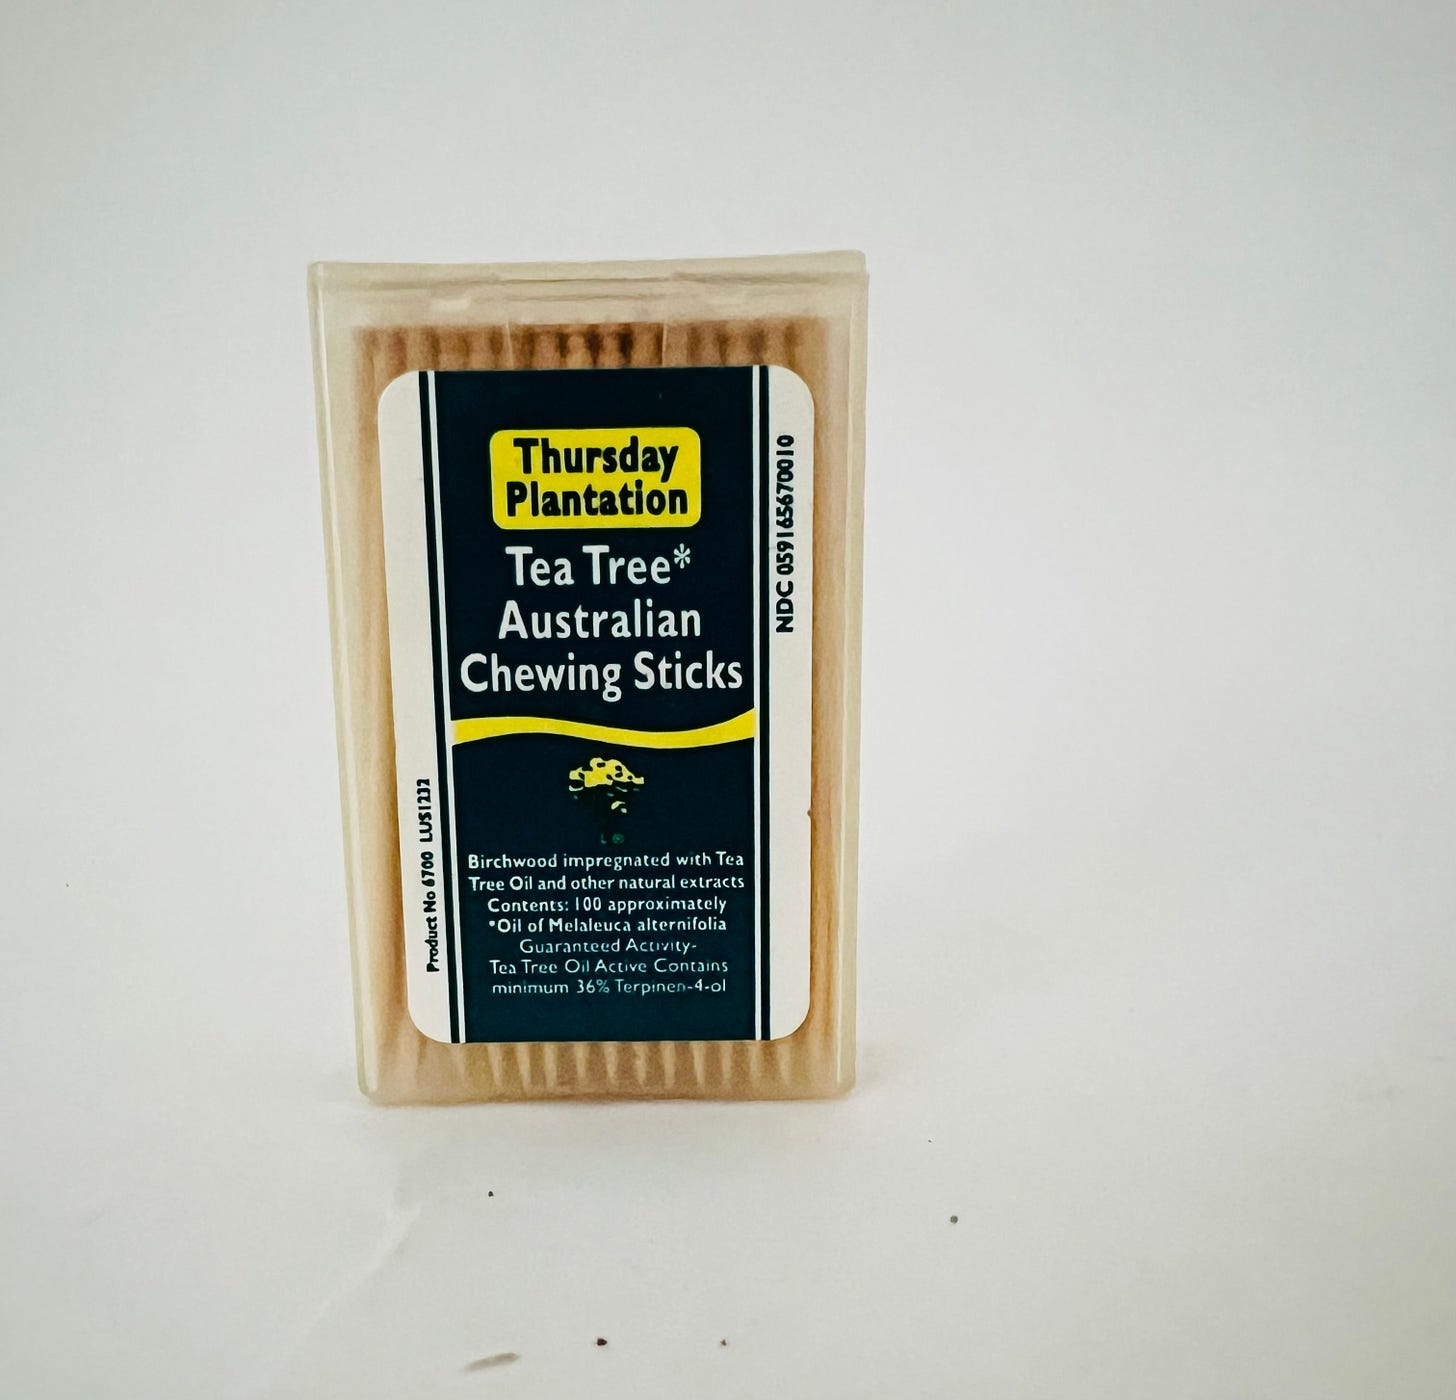 Thursday
Plantation
Tea Tree*
Australian
Chewing Sticks
L ®
Birchwood impregnated with Tea
Tree Oil and other natural extracts
Contents: 100 approximately
*Oil of Melaleuca alternifolia
Guaranteed Activity-
Tea Tree Oil Active Contains
minimum 36% Terpinen-4-ol
Product No 6700 LUS1232
NDC 059165670010